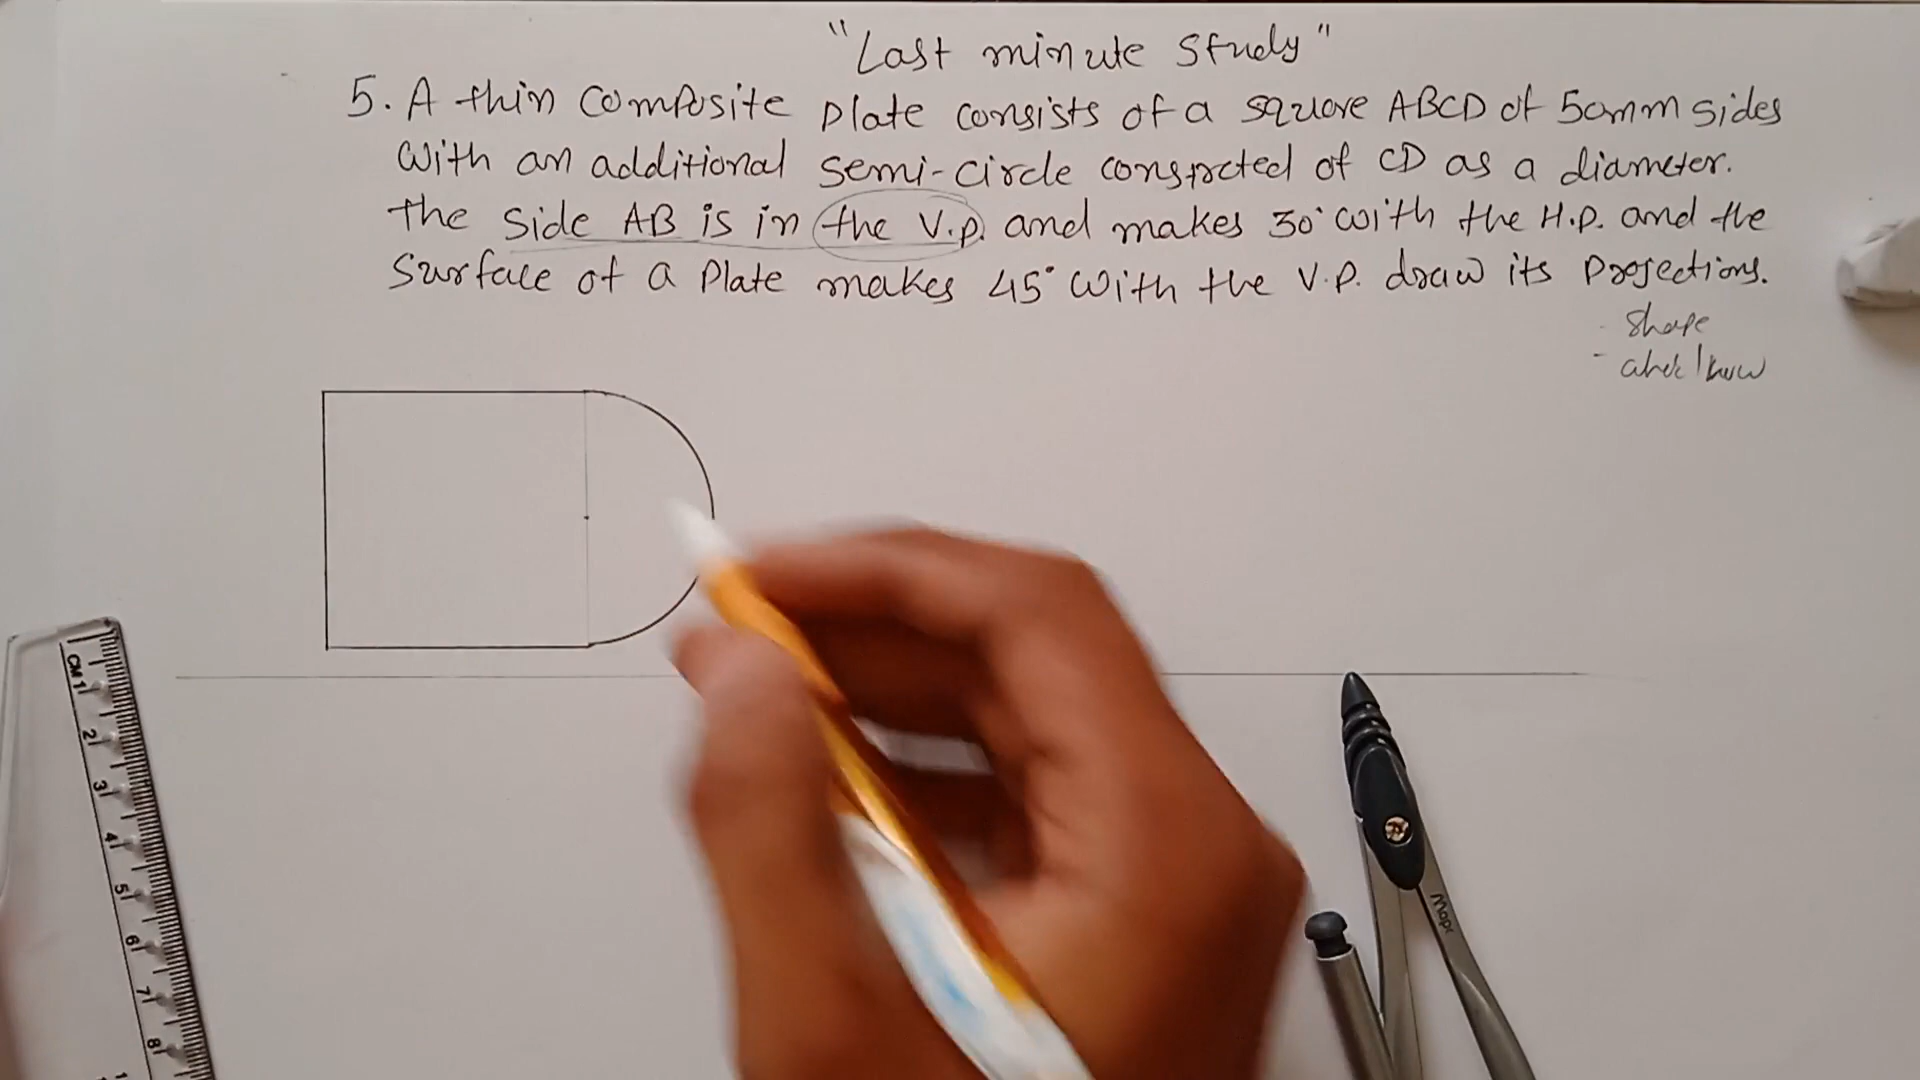 "Last minute Study"
5. A thin composite plate consists of a square ABCD of 50mm sides
with an additional semi-circle constrcted of CD as a diameter.
the side AB is in the V.P. and makes 30° with the H.P. and the
Surface of a plate makes 45° with the V.P. draw its projections.
- shape
CM 1
2
3
4
5
6
7
8
Mapi